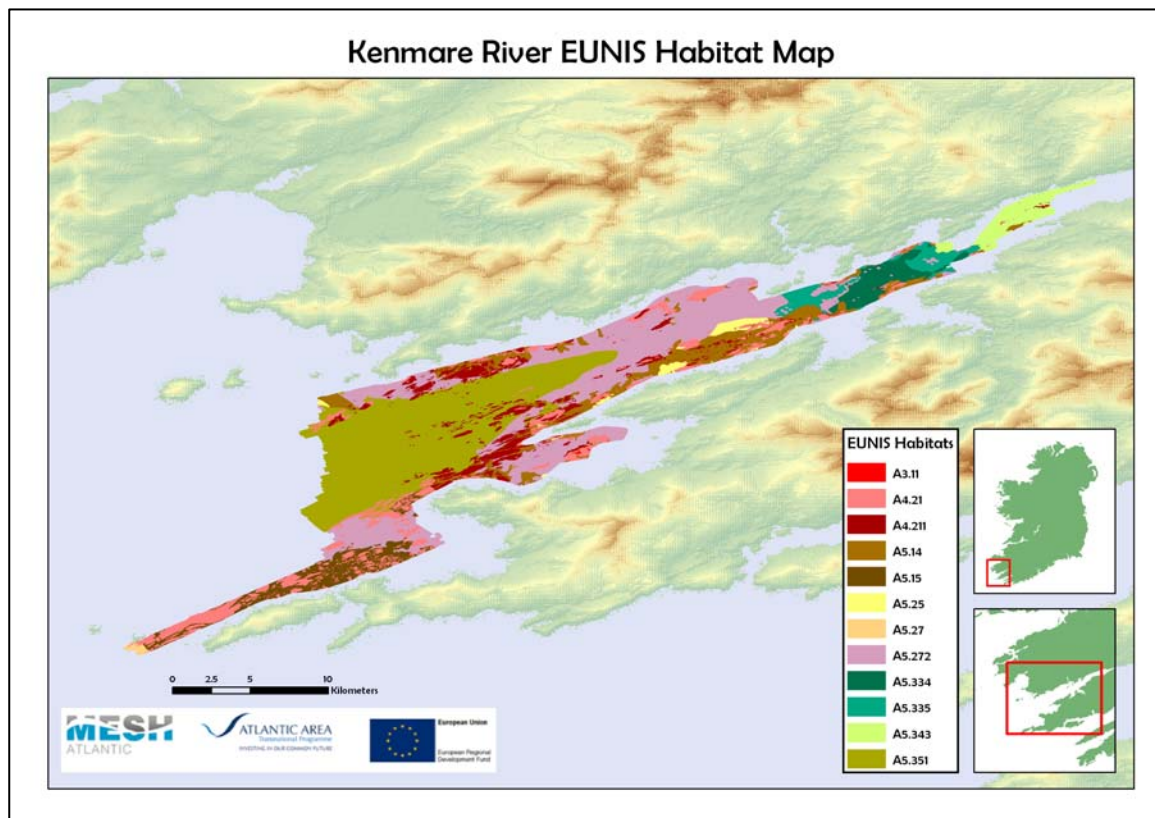 Kenmare River EUNIS Habitat Map
EUNIS Habitats
A3.11
A4.21
A4.211
A5.14
A5.15
A5.25
A5.27
A5.272
A5.334
A5.335
A5.343
A5.351
0 2.5 5 10
Kilometers
MESH
ATLANTIC
ATLANTIC AREA
Transnational Programme
INVESTING IN OUR COMMON FUTURE
European Union
European Regional
Development Fund